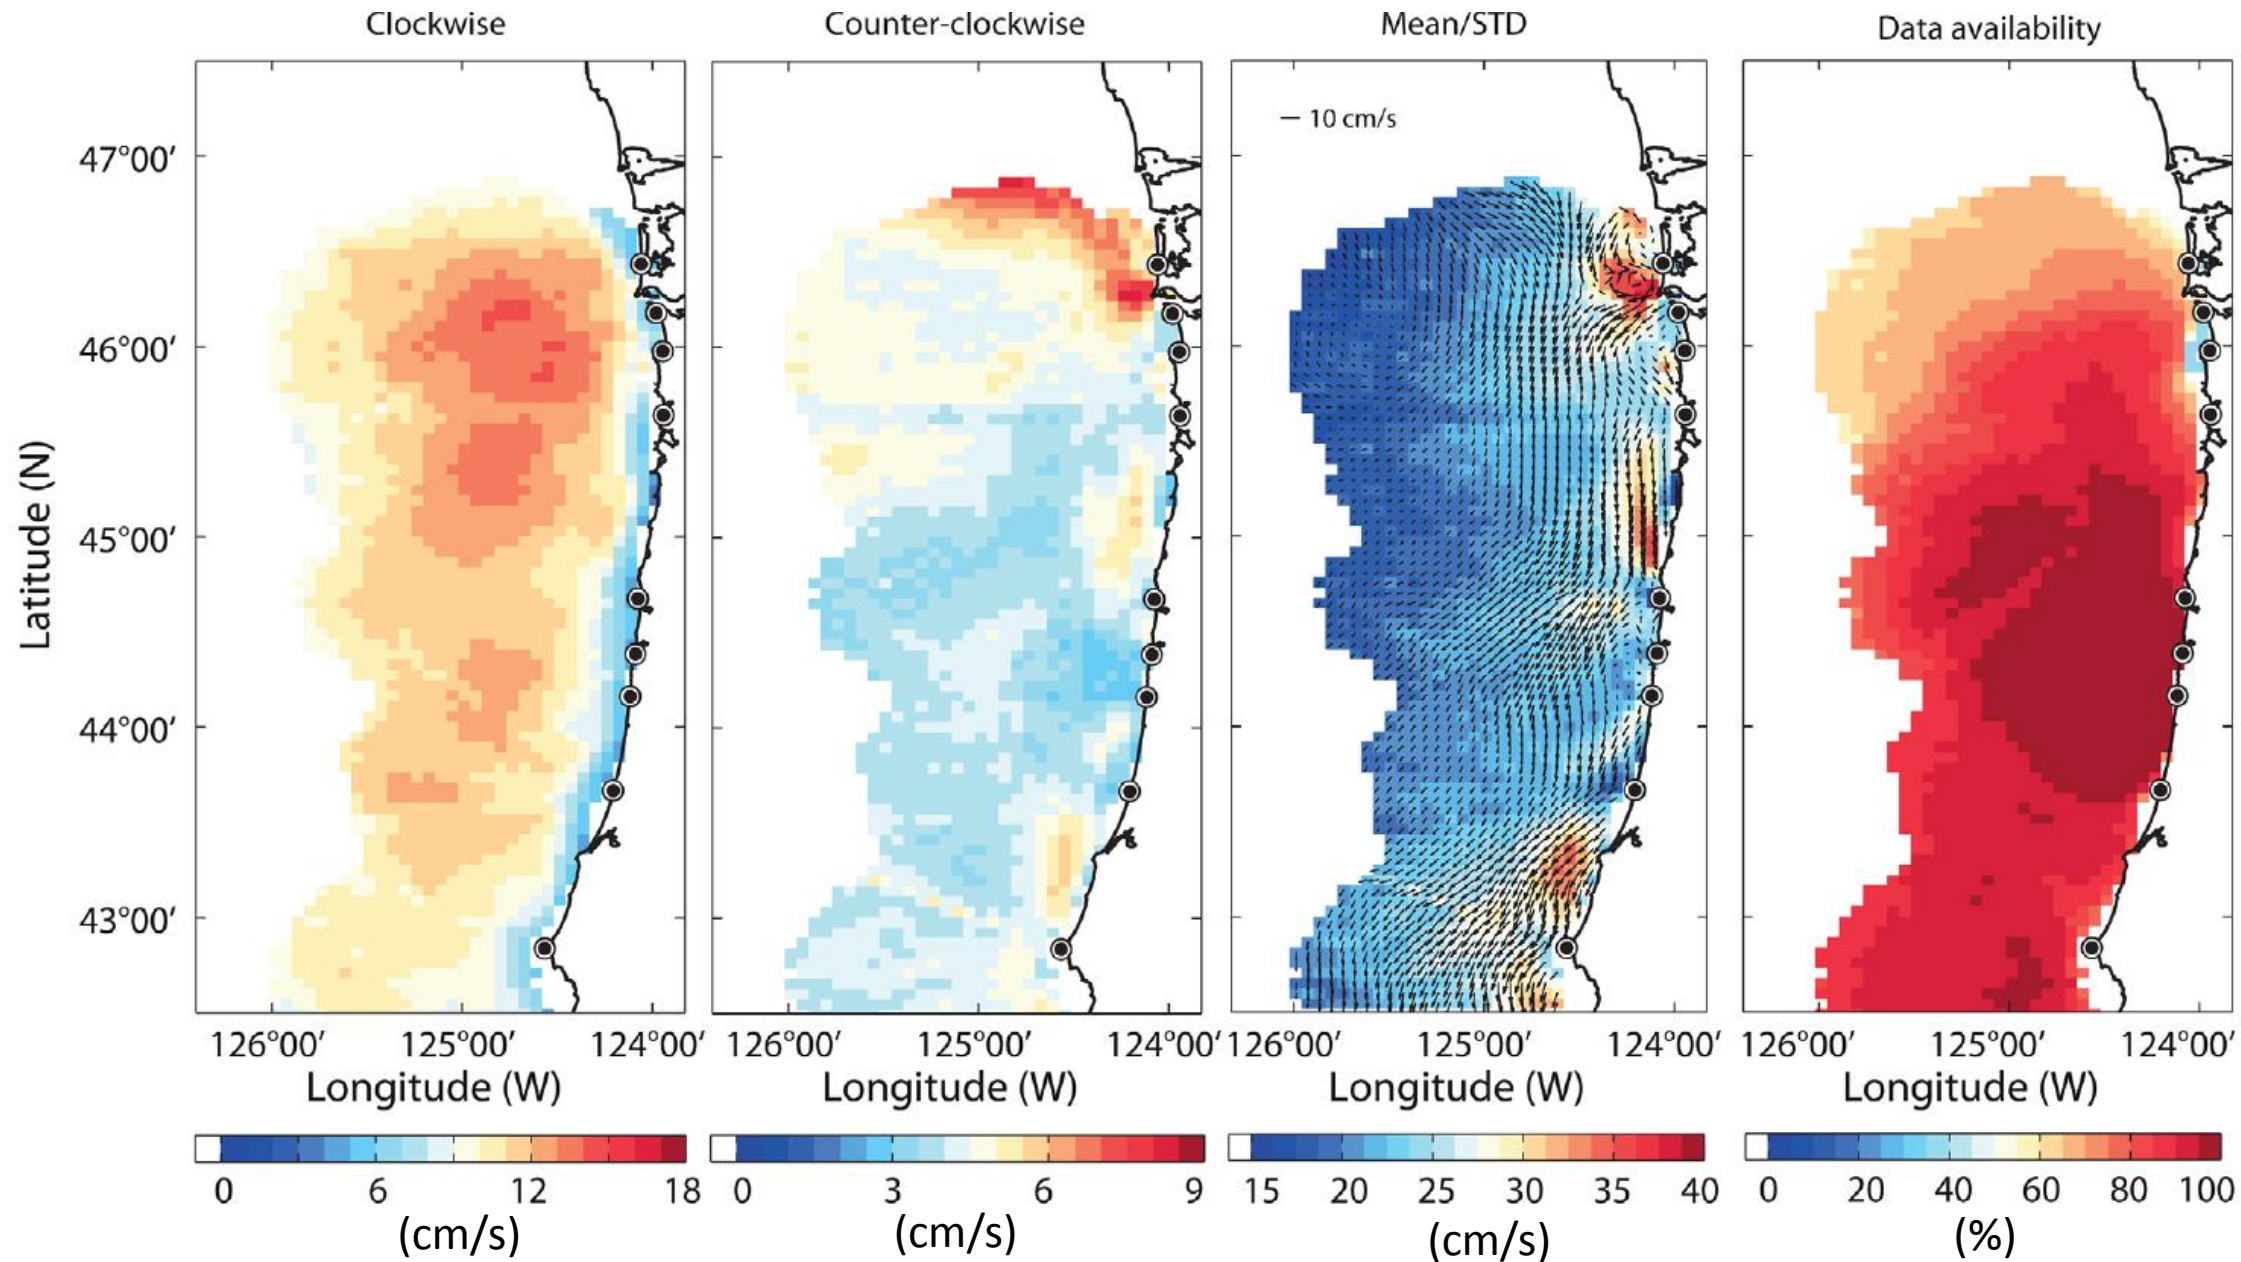 Clockwise
Counter-clockwise
Mean/STD
Data availability
10 cm/s
Latitude (N)
47°00′
46°00′
45°00′
44°00′
43°00′
126°00′ 125°00′ 124°00′
126°00′ 125°00′ 124°00′
126°00′ 125°00′ 124°00′
126°00′ 125°00′ 124°00′
Longitude (W)
Longitude (W)
Longitude (W)
Longitude (W)
0 6 12 18
0 3 6 9
15 20 25 30 35 40
0 20 40 60 80 100
(cm/s)
(cm/s)
(cm/s)
(%)